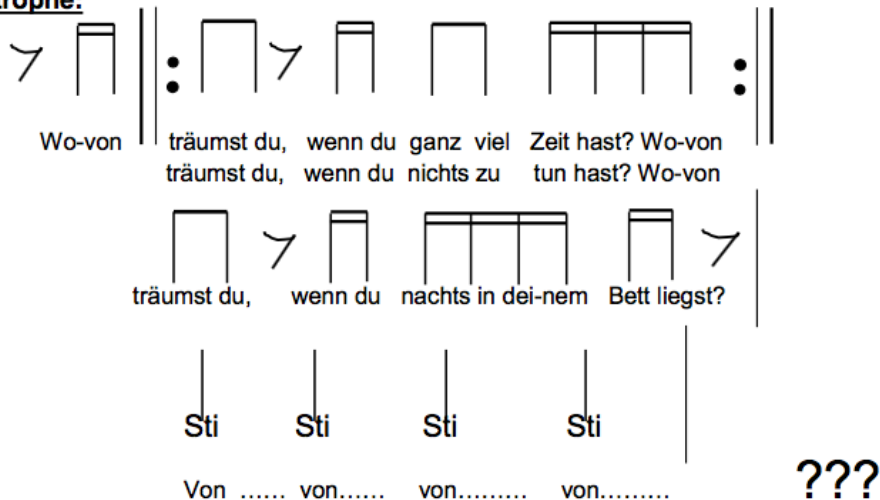 trophe:
Wo-von träumst du, wenn du ganz viel Zeit hast? Wo-von
träumst du, wenn du nichts zu tun hast? Wo-von
träumst du, wenn du nachts in dei-nem Bett liegst?
Sti Sti Sti Sti
Von ...... von...... von......... von......... ???